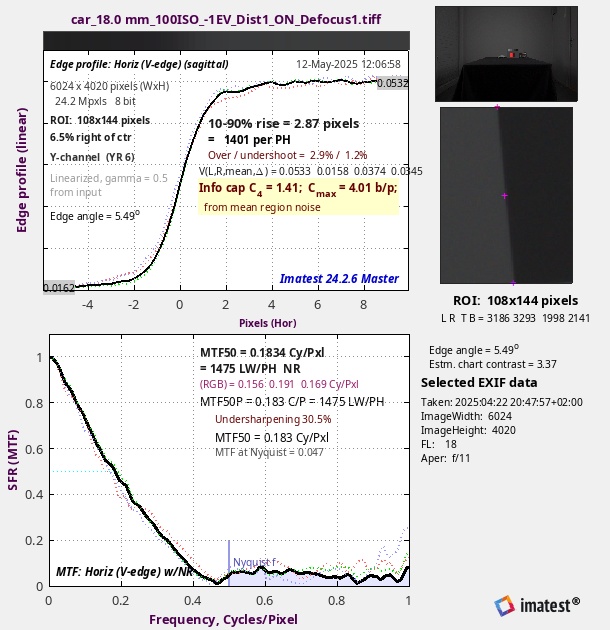 car_18.0 mm_100ISO_-1EV_Dist1_ON_Defocus1.tiff
Edge profile: Horiz (V-edge) (sagittal)
12-May-2025 12:06:58
6024 x 4020 pixels (WxH)
24.2 Mpxls 8 bit
ROI: 108x144 pixels
6.5% right of ctr
Y-channel (YR 6)
Linearized, gamma = 0.5
from input
Edge angle = 5.49°
0.0532
10-90% rise = 2.87 pixels
= 1401 per PH
Over / undershoot = 2.9% / 1.2%
V(L,R,mean,Δ) = 0.0533 0.0158 0.0374 0.0345
Info cap C4 = 1.41; Cmax = 4.01 b/p;
from mean region noise
Imatest 24.2.6 Master
0.0162
Edge profile (linear)
-4 -2 0 2 4 6 8
Pixels (Hor)
ROI: 108x144 pixels
L R T B = 3186 3293 1998 2141
Edge angle = 5.49°
Estm. chart contrast = 3.37
Selected EXIF data
Taken: 2025:04:22 20:47:57+02:00
ImageWidth: 6024
ImageHeight: 4020
FL: 18
Aper: f/11
MTF50 = 0.1834 Cy/Pxl
= 1475 LW/PH NR
(RGB) = 0.156 0.191 0.169 Cy/Pxl
MTF50P = 0.183 C/P = 1475 LW/PH
Undersharpening 30.5%
MTF50 = 0.183 Cy/Pxl
MTF at Nyquist = 0.047
Nyquist f
MTF: Horiz (V-edge) w/NR
SFR (MTF)
1
0.8
0.6
0.4
0.2
0
0 0.2 0.4 0.6 0.8 1
Frequency, Cycles/Pixel
imatest®